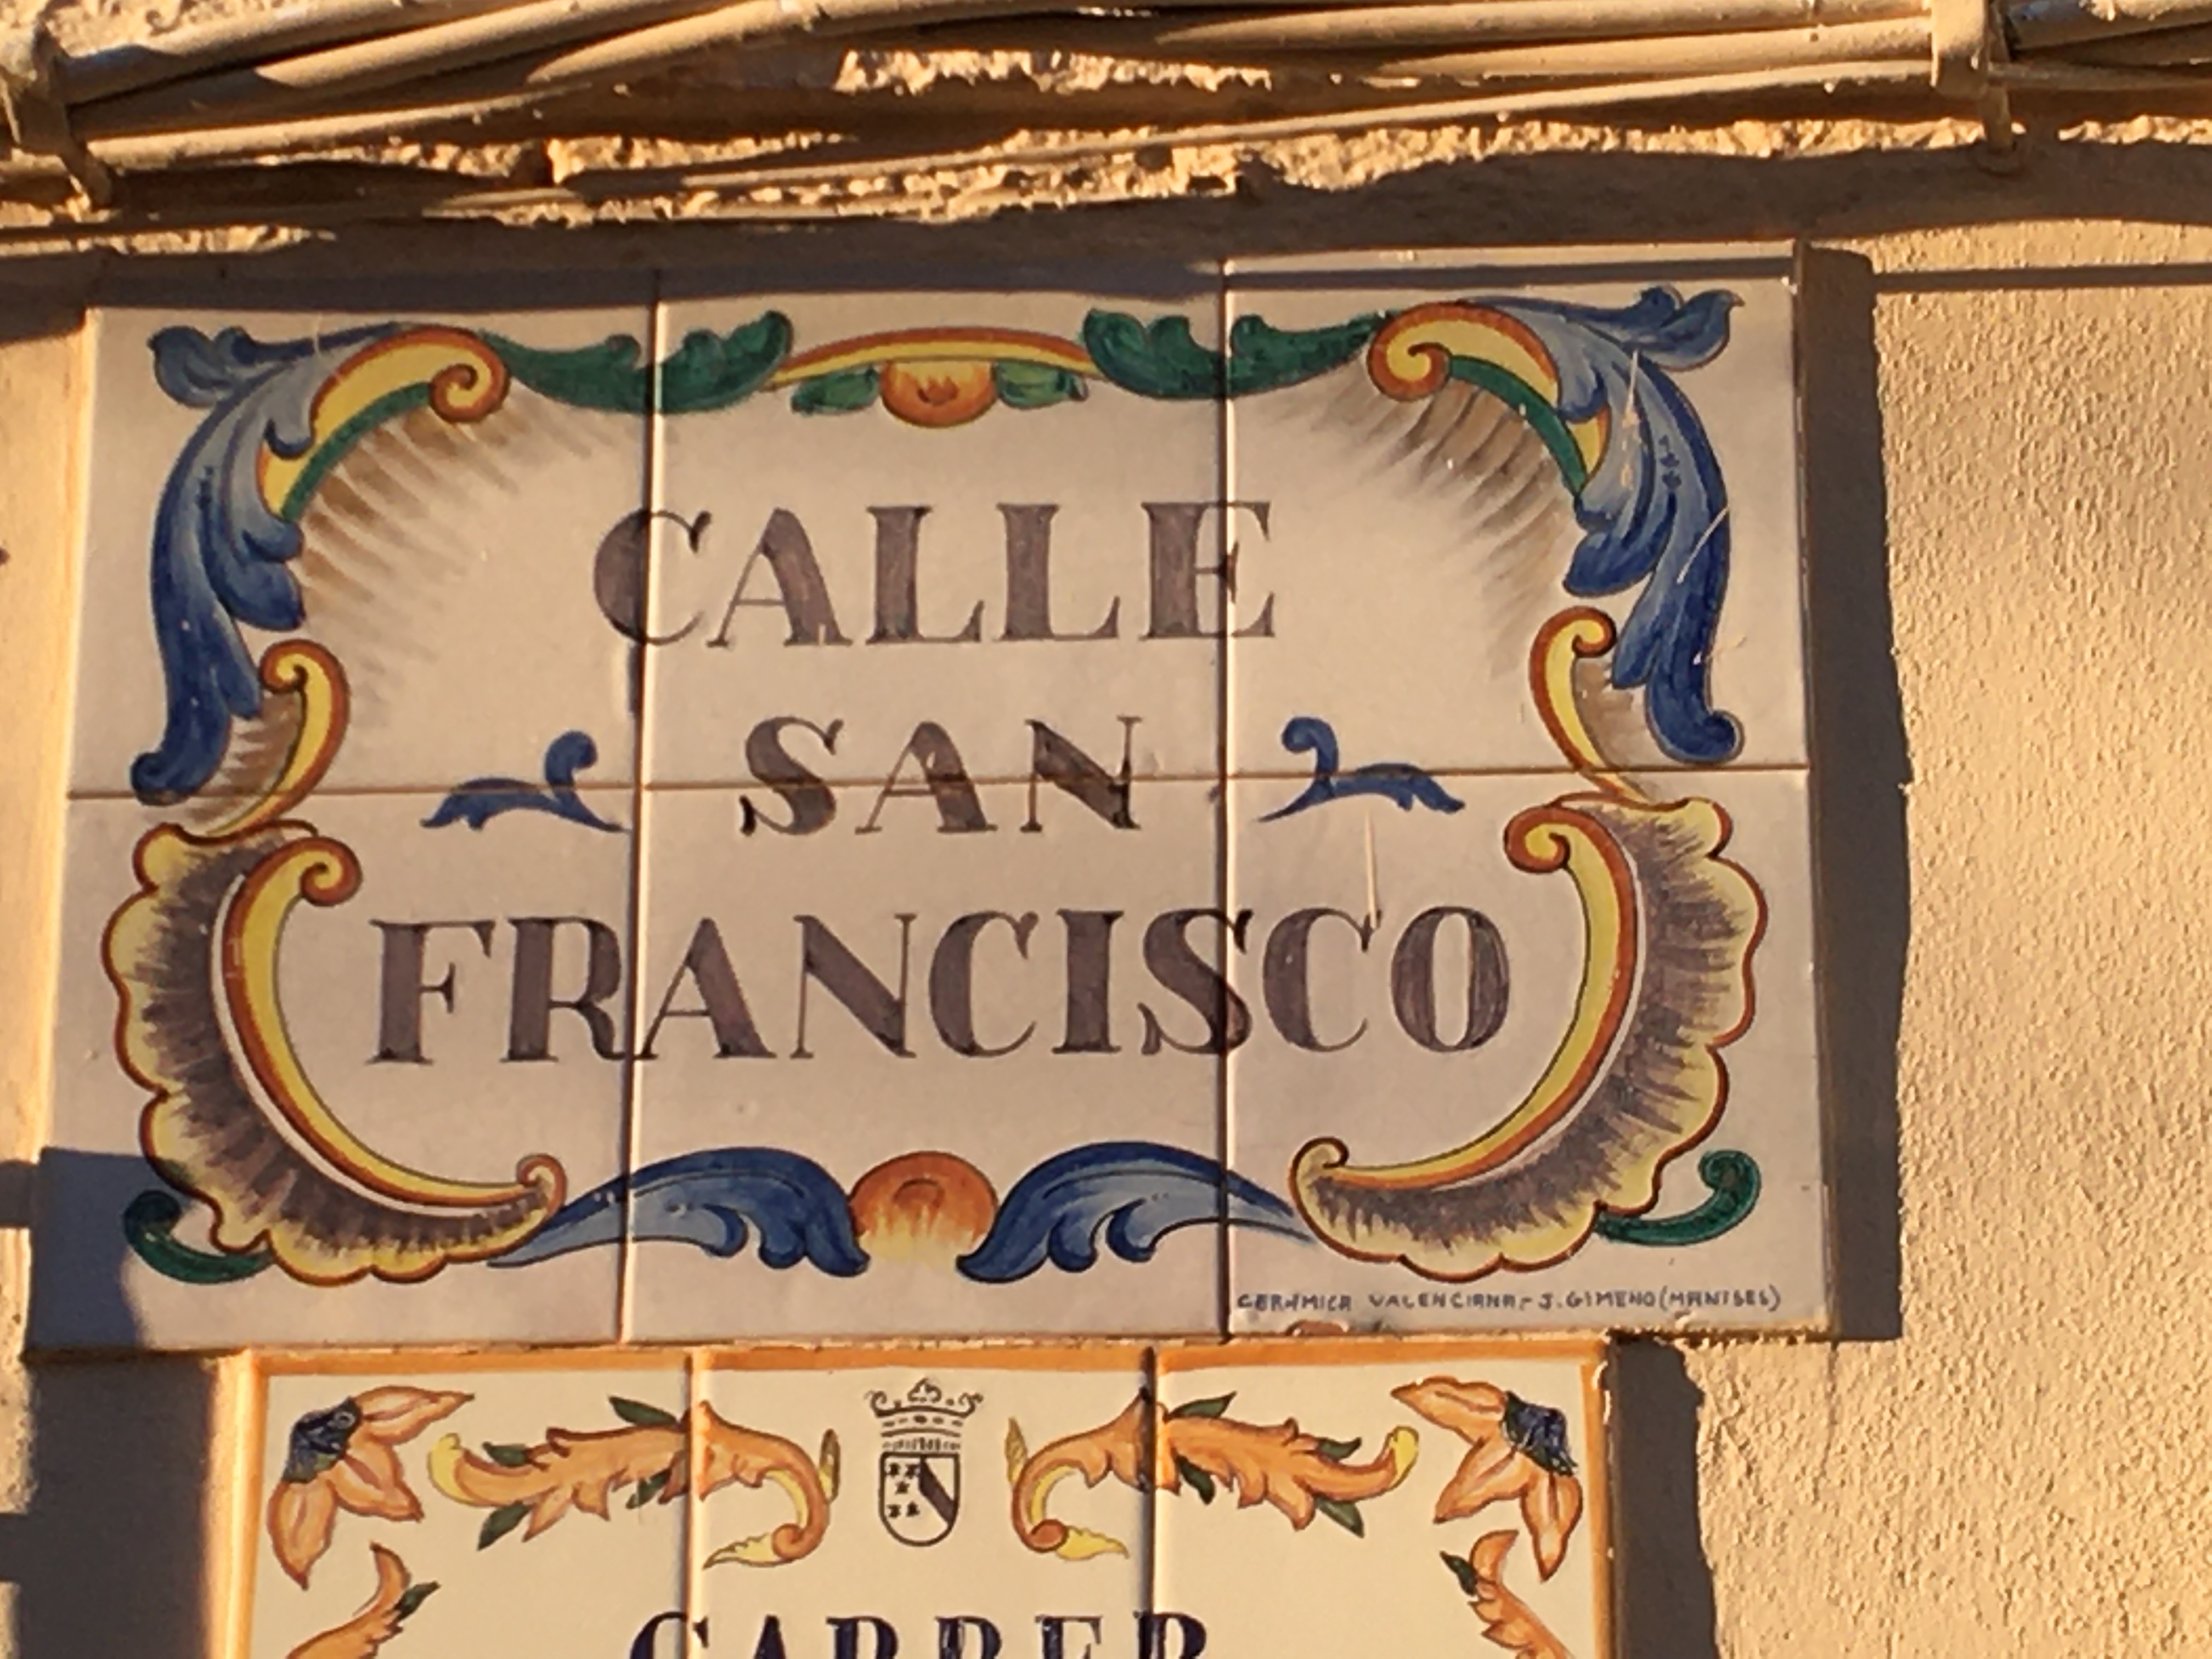 CALLE
SAN
FRANCISCO
CERAMICA VALENCIANA.- J. GIMENO (MANISES)
CARRER